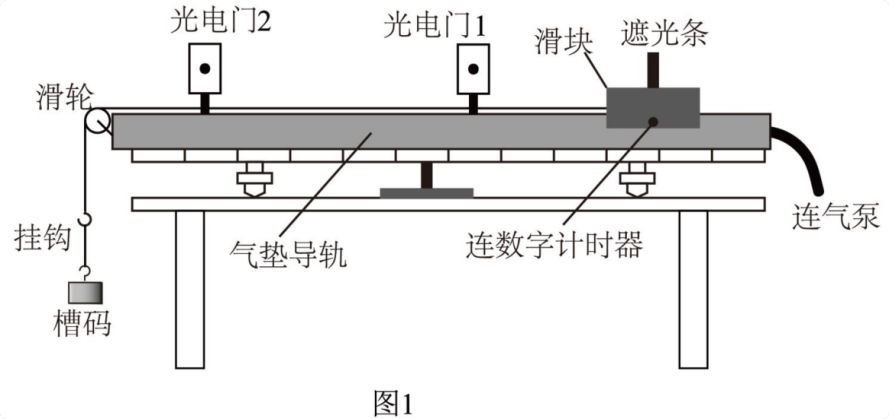 光电门2
光电门1
滑块
遮光条
滑轮
挂钩
槽码
气垫导轨
连数字计时器
连气泵
图1